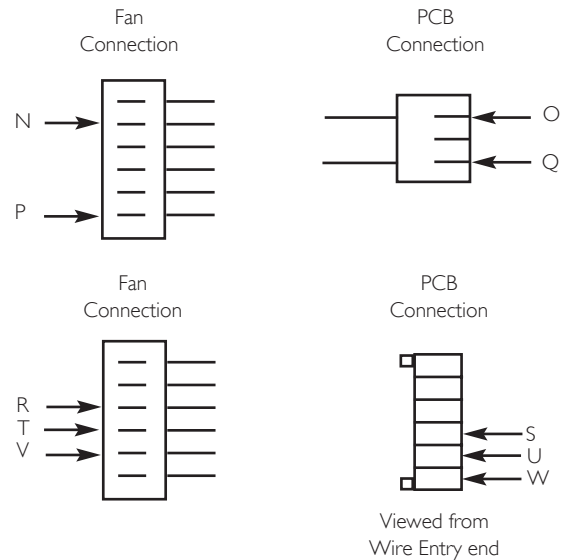 Fan
Connection
N
P
PCB
Connection
O
Q
Fan
Connection
R
T
V
PCB
Connection
S
U
W
Viewed from
Wire Entry end